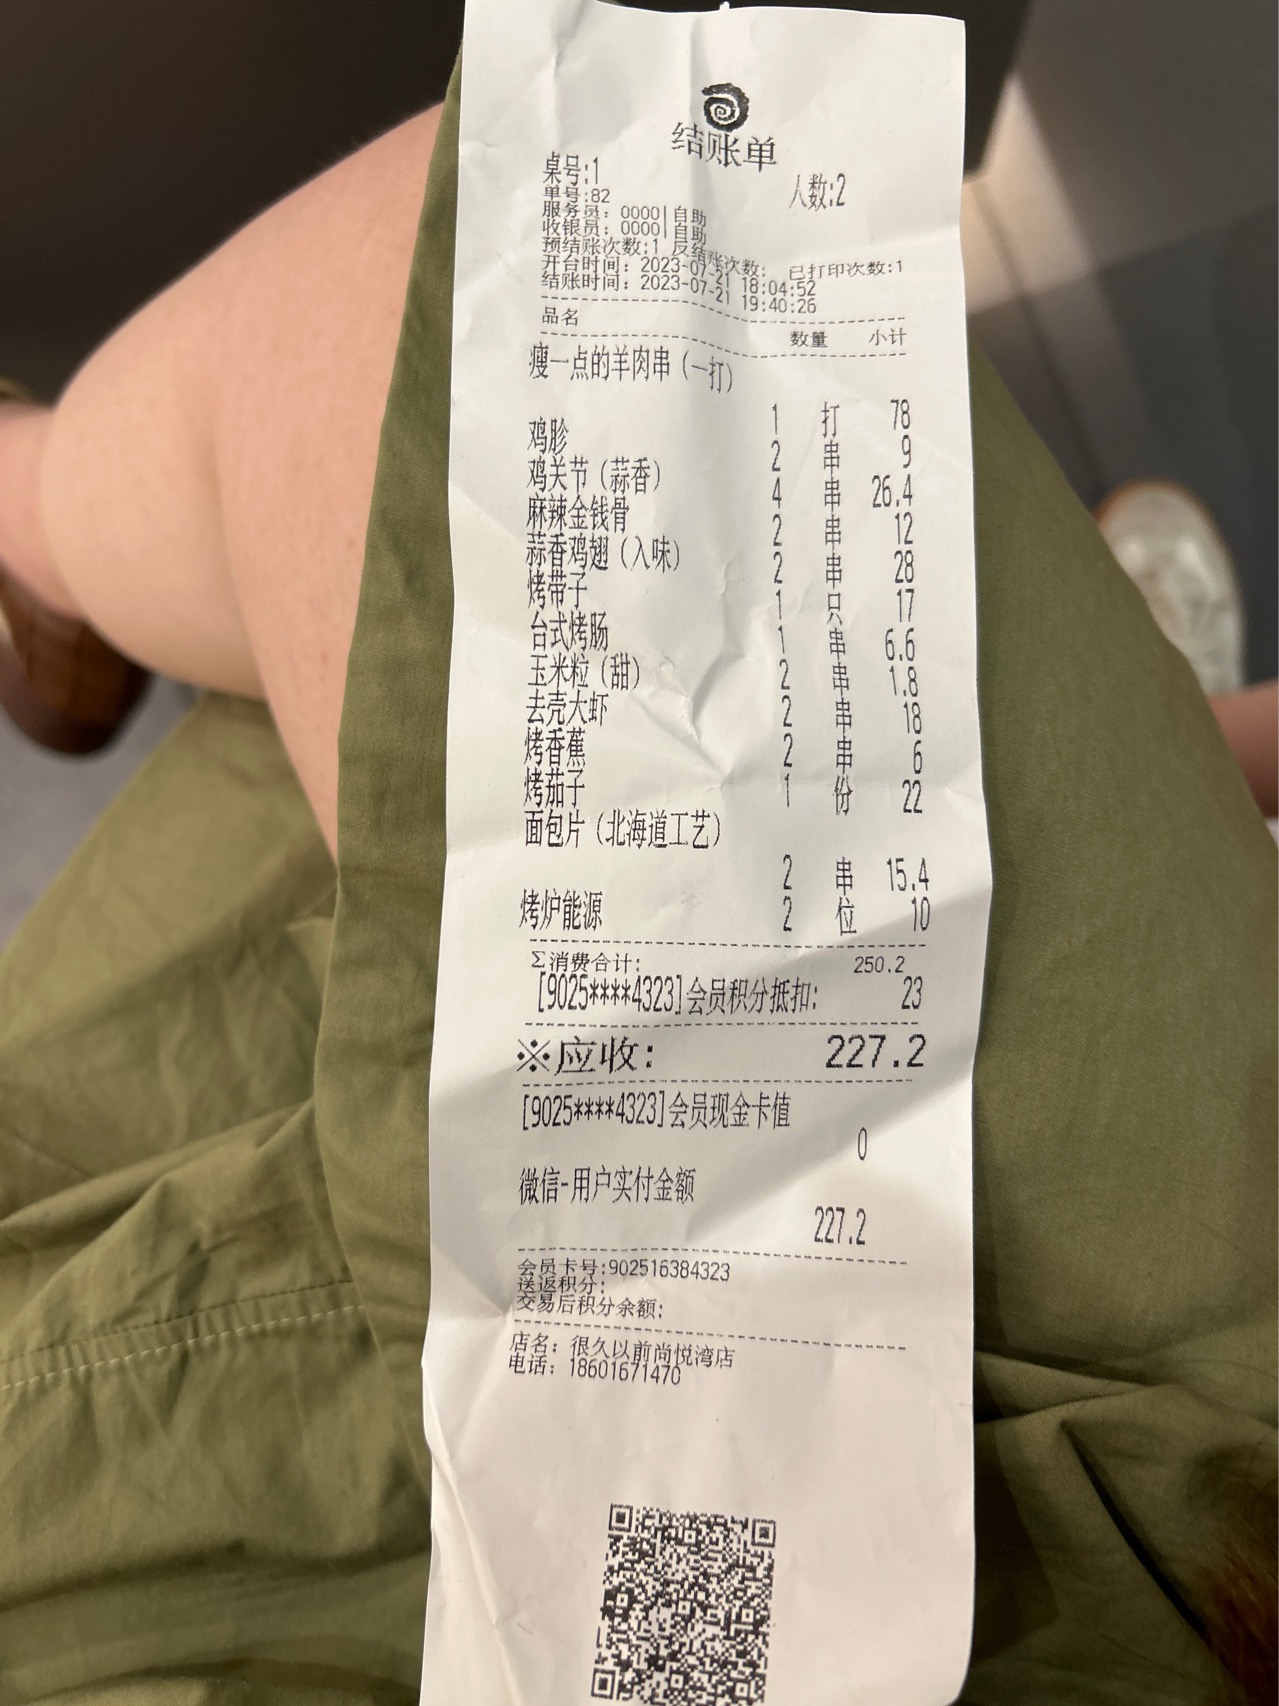 结账单
桌号:1 人数:2
单号:82
服务员: 0000|自助
收银员: 0000|自助
预结账次数:1 反结账次数: 已打印次数:1
开台时间: 2023-07-21 18:04:52
结账时间: 2023-07-21 19:40:26
品名 数量 小计
瘦一点的羊肉串(一打)
1 打 78
鸡胗 2 串 9
鸡关节(蒜香) 4 串 26.4
麻辣金钱骨 2 串 12
蒜香鸡翅(入味) 2 串 28
烤带子 1 只 17
台式烤肠 1 串 6.6
玉米粒(甜) 2 串 1.8
去壳大虾 2 串 18
烤香蕉 2 串 6
烤茄子 1 份 22
面包片(北海道工艺)
2 串 15.4
烤炉能源 2 位 10
Σ消费合计: 250.2
[9025****4323]会员积分抵扣: 23
※应收: 227.2
[9025****4323]会员现金卡值
0
微信-用户实付金额
227.2
会员卡号:902516384323
送返积分:
交易后积分余额:
店名: 很久以前尚悦湾店
电话: 18601671470